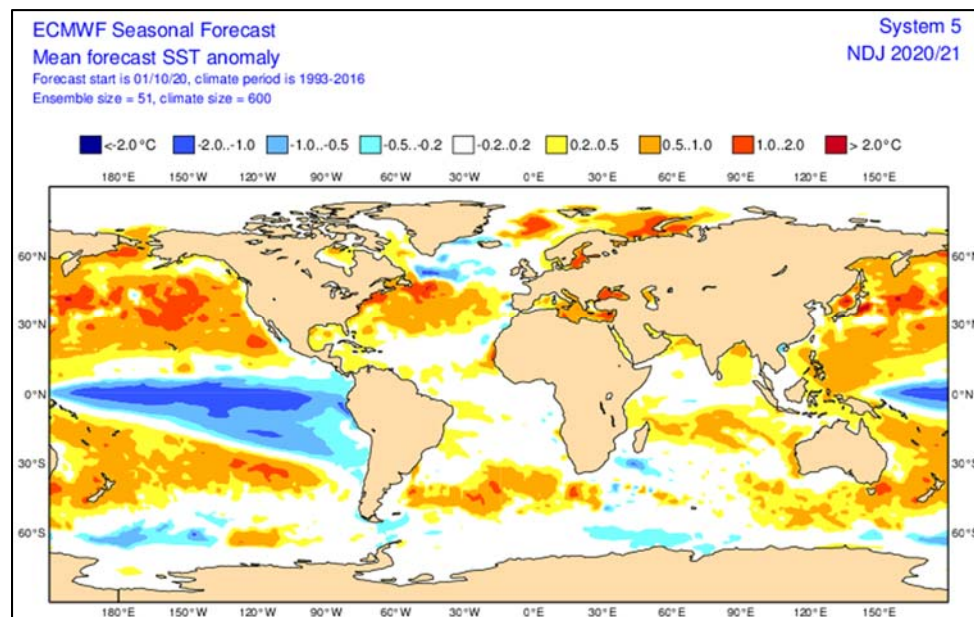 ECMWF Seasonal Forecast
System 5
Mean forecast SST anomaly
NDJ 2020/21
Forecast start is 01/10/20, climate period is 1993-2016
Ensemble size = 51, climate size = 600
<-2.0°C -2.0..-1.0 -1.0..-0.5 -0.5..-0.2 -0.2..0.2 0.2..0.5 0.5..1.0 1.0..2.0 > 2.0°C
180°E 150°W 120°W 90°W 60°W 30°W 0°E 30°E 60°E 90°E 120°E 150°E
60°N 60°N
30°N 30°N
0°N 0°N
30°S 30°S
60°S 60°S
180°E 150°W 120°W 90°W 60°W 30°W 0°E 30°E 60°E 90°E 120°E 150°E